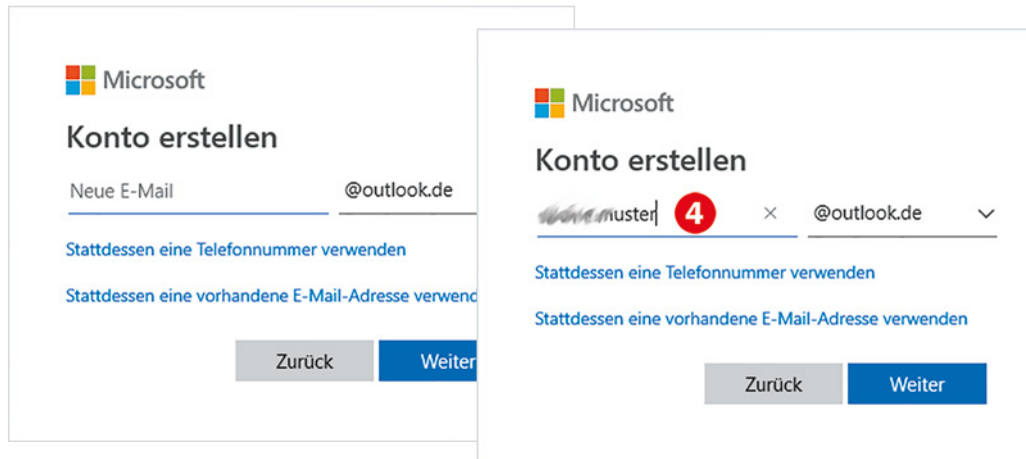 Microsoft
Konto erstellen
Neue E-Mail @outlook.de
Stattdessen eine Telefonnummer verwenden
Stattdessen eine vorhandene E-Mail-Adresse verwend
Zurück Weiter
Microsoft
Konto erstellen
muster 4 @outlook.de
Stattdessen eine Telefonnummer verwenden
Stattdessen eine vorhandene E-Mail-Adresse verwenden
Zurück Weiter